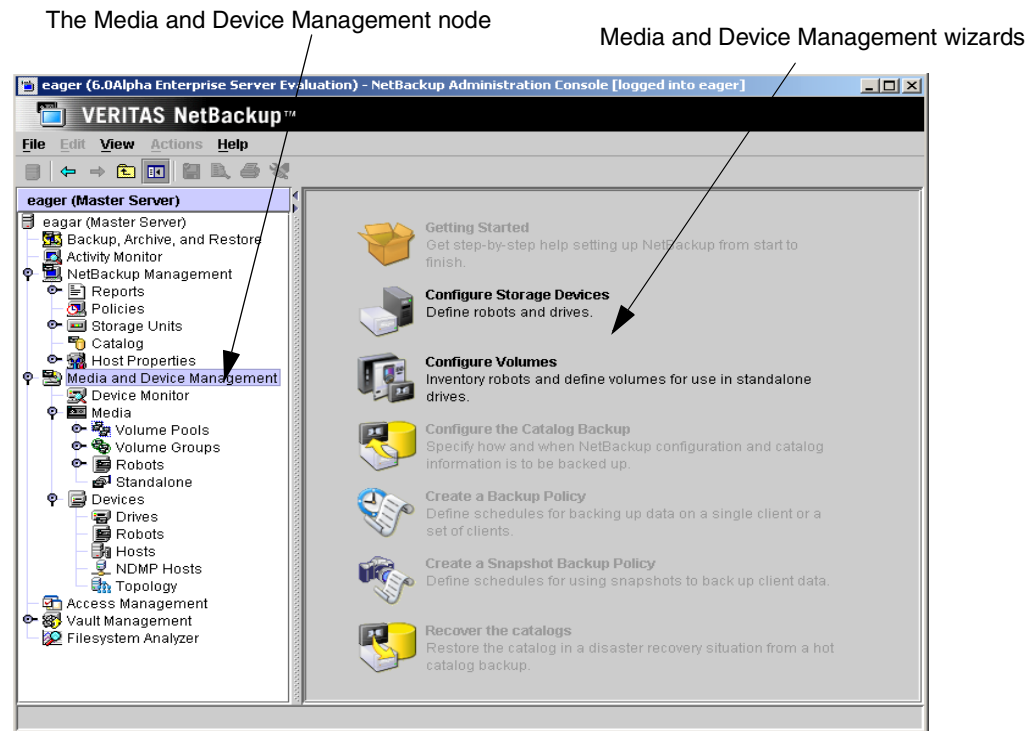 The Media and Device Management node
Media and Device Management wizards
eager (6.0Alpha Enterprise Server Evaluation) - NetBackup Administration Console [logged into eager]
VERITAS NetBackup™
File Edit View Actions Help
eager (Master Server)
eagar (Master Server)
Backup, Archive, and Restore
Activity Monitor
NetBackup Management
Reports
Policies
Storage Units
Catalog
Host Properties
Media and Device Management
Device Monitor
Media
Volume Pools
Volume Groups
Robots
Standalone
Devices
Drives
Robots
Hosts
NDMP Hosts
Topology
Access Management
Vault Management
Filesystem Analyzer
Getting Started
Get step-by-step help setting up NetBackup from start to
finish.
Configure Storage Devices
Define robots and drives.
Configure Volumes
Inventory robots and define volumes for use in standalone
drives.
Configure the Catalog Backup
Specify how and when NetBackup configuration and catalog
information is to be backed up.
Create a Backup Policy
Define schedules for backing up data on a single client or a
set of clients.
Create a Snapshot Backup Policy
Define schedules for using snapshots to back up client data.
Recover the catalogs
Restore the catalog in a disaster recovery situation from a hot
catalog backup.